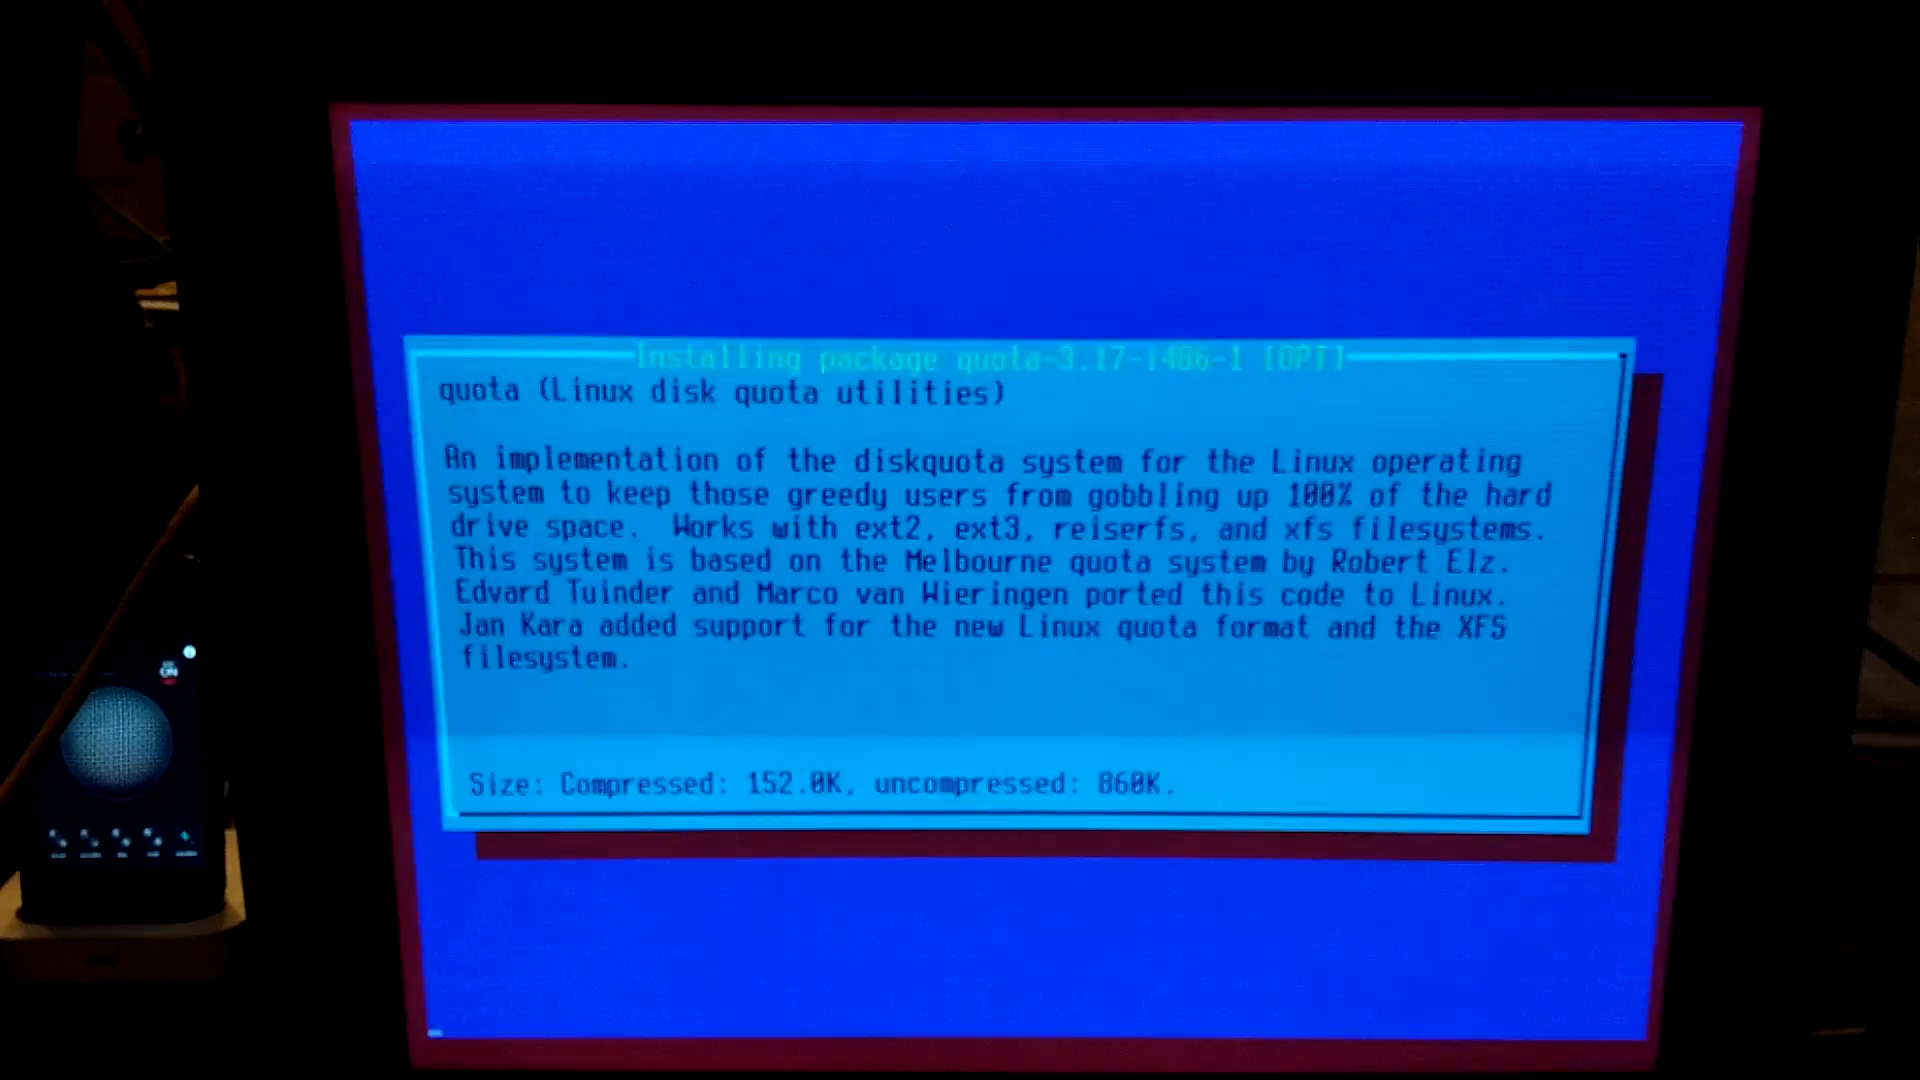 Installing package quota-3.17-i486-1 [OPT]
quota (Linux disk quota utilities)
An implementation of the diskquota system for the Linux operating
system to keep those greedy users from gobbling up 100% of the hard
drive space.  Works with ext2, ext3, reiserfs, and xfs filesystems.
This system is based on the Melbourne quota system by Robert Elz.
Edvard Tuinder and Marco van Wieringen ported this code to Linux.
Jan Kara added support for the new Linux quota format and the XFS
filesystem.
Size: Compressed: 152.0K, uncompressed: 860K.